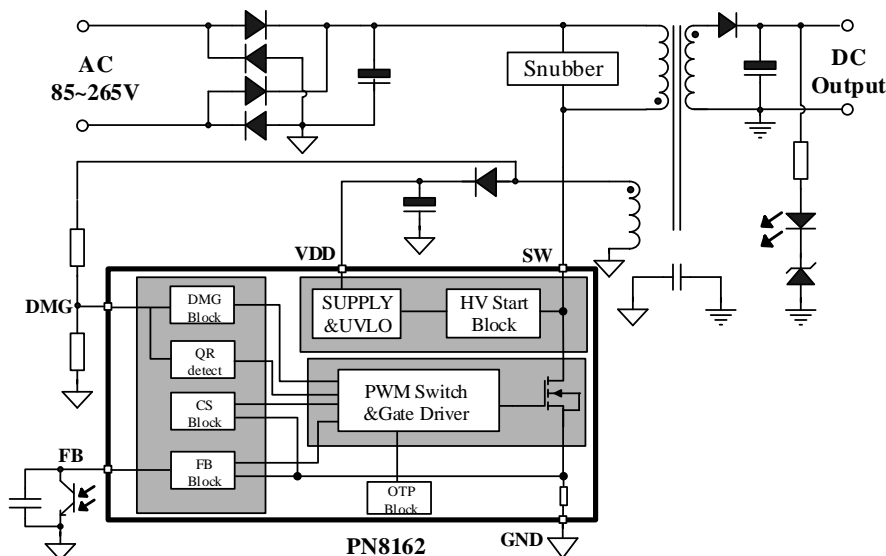 AC
85~265V
Snubber
DC
Output
VDD
SW
DMG
DMG
Block
SUPPLY
&UVLO
HV Start
Block
QR
detect
PWM Switch
&Gate Driver
CS
Block
FB
FB
Block
OTP
Block
GND
PN8162